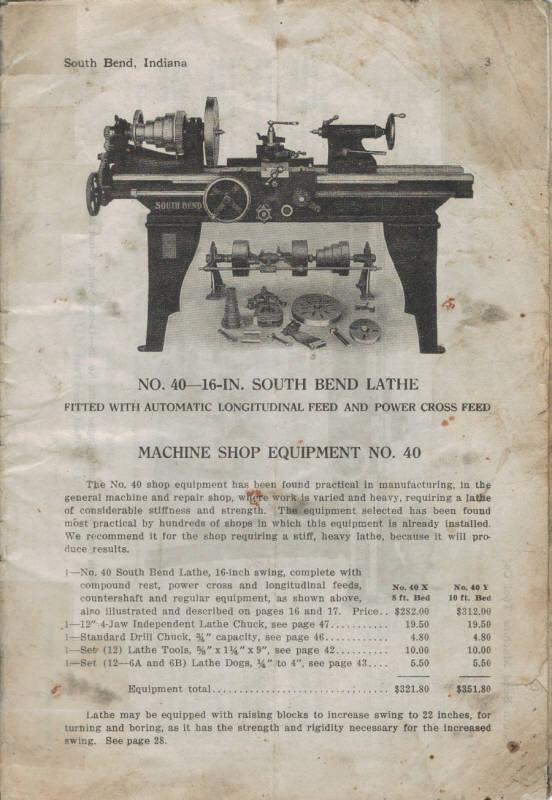 South Bend, Indiana 3
SOUTH BEND
NO. 40—16-IN. SOUTH BEND LATHE
FITTED WITH AUTOMATIC LONGITUDINAL FEED AND POWER CROSS FEED
MACHINE SHOP EQUIPMENT NO. 40
The No. 40 shop equipment has been found practical in manufacturing, in the
general machine and repair shop, where work is varied and heavy, requiring a lathe
of considerable stiffness and strength. The equipment selected has been found
most practical by hundreds of shops in which this equipment is already installed.
We recommend it for the shop requiring a stiff, heavy lathe, because it will pro-
duce results.
1—No. 40 South Bend Lathe, 16-inch swing, complete with
compound rest, power cross and longitudinal feeds, No. 40 X No. 40 Y
countershaft and regular equipment, as shown above, 8 ft. Bed 10 ft. Bed
also illustrated and described on pages 16 and 17. Price.. $282.00 $312.00
1—12" 4-Jaw Independent Lathe Chuck, see page 47........... 19.50 19.50
1—Standard Drill Chuck, ¾" capacity, see page 46........... 4.80 4.80
1—Set (12) Lathe Tools, ⅝" x 1¼" x 9", see page 42.......... 10.00 10.00
1—Set (12—6A and 6B) Lathe Dogs, ¼" to 4", see page 43.... 5.50 5.50
Equipment total.............................. $321.80 $351.80
Lathe may be equipped with raising blocks to increase swing to 22 inches, for
turning and boring, as it has the strength and rigidity necessary for the increased
swing. See page 28.